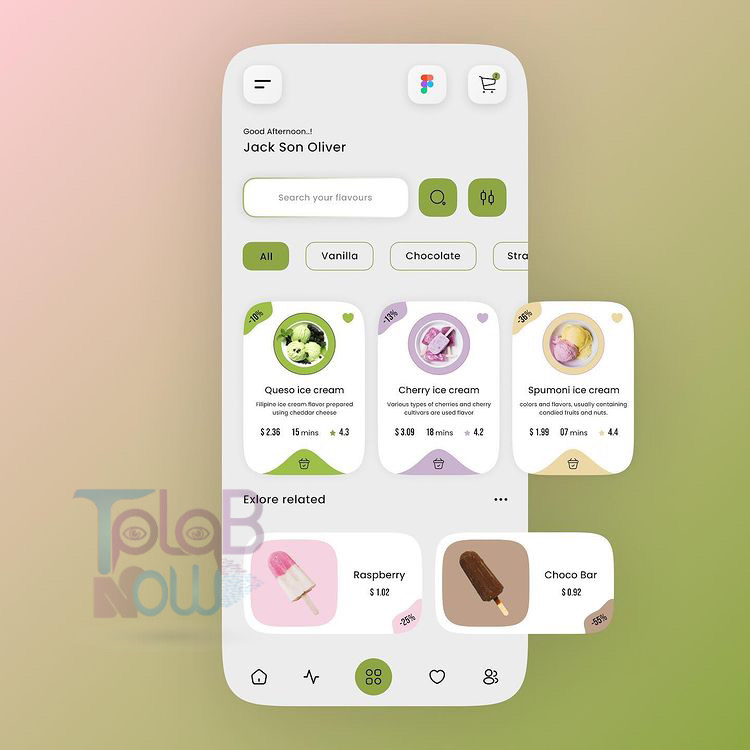 Good Afternoon..!
Jack Son Oliver
Search your flavours
All
Vanilla
Chocolate
Stra
-10%
-13%
-36%
Queso ice cream
Filipine ice cream flavor prepared
using cheddar cheese
$ 2.36 15 mins 4.3
Cherry ice cream
Various types of cherries and cherry
cultivars are used flavor
$ 3.09 18 mins 4.2
Spumoni ice cream
colors and flavors, usually containing
candied fruits and nuts.
$ 1.99 07 mins 4.4
Exlore related
Raspberry
$ 1.02
-25%
Choco Bar
$ 0.92
-55%
TolaB
Now